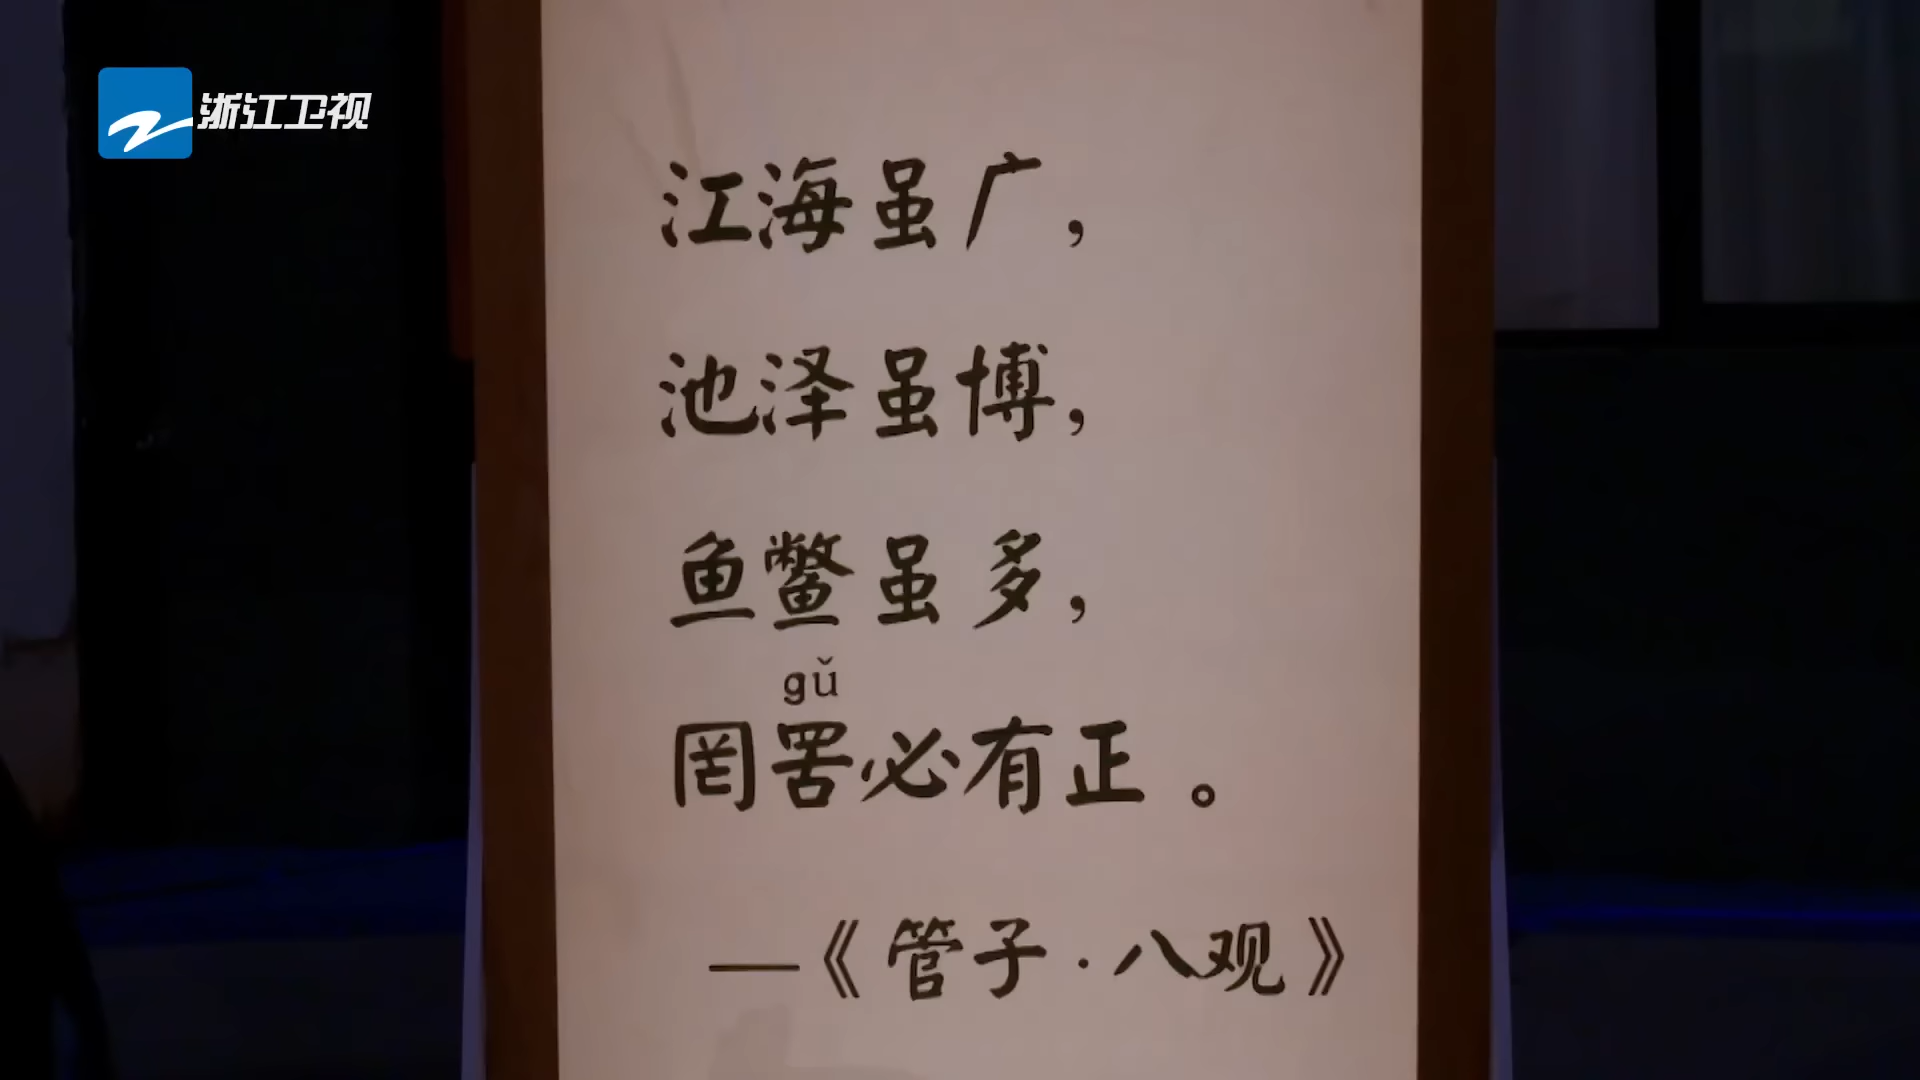 浙江卫视
江海虽广，
池泽虽博，
鱼鳖虽多，
gǔ
罔罟必有正。
—《管子·八观》